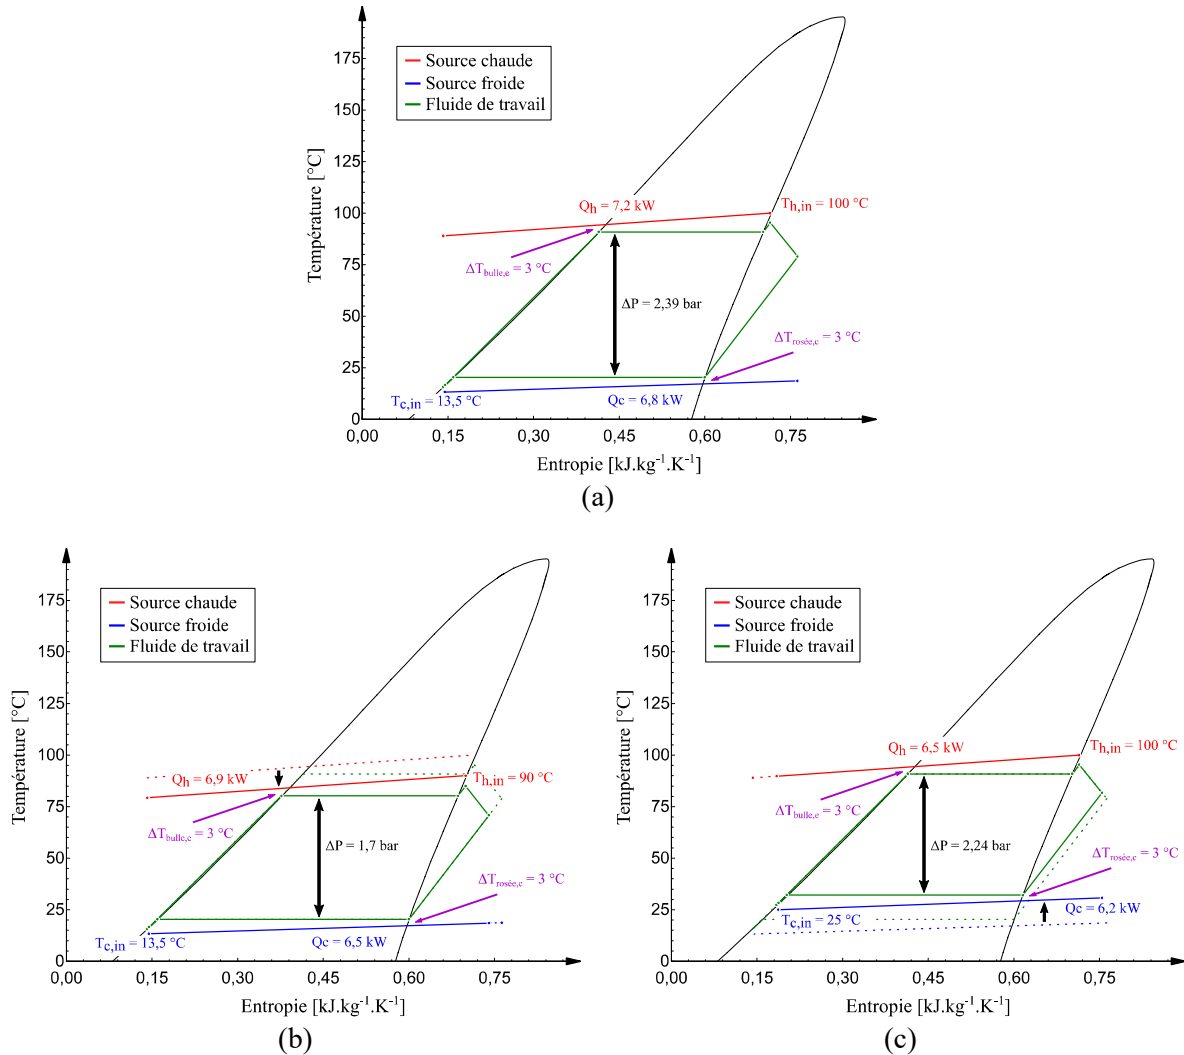 Température [°C]
175
150
125
100
75
50
25
0
Source chaude
Source froide
Fluide de travail
Qh = 7,2 kW
Th,in = 100 °C
ΔTbulle,e = 3 °C
ΔP = 2,39 bar
ΔTrosée,c = 3 °C
Tc,in = 13,5 °C
Qc = 6,8 kW
0,00 0,15 0,30 0,45 0,60 0,75
Entropie [kJ.kg-1.K-1]
(a)
Température [°C]
175
150
125
100
75
50
25
0
Source chaude
Source froide
Fluide de travail
Qh = 6,9 kW
Th,in = 90 °C
ΔTbulle,e = 3 °C
ΔP = 1,7 bar
ΔTrosée,c = 3 °C
Tc,in = 13,5 °C
Qc = 6,5 kW
0,00 0,15 0,30 0,45 0,60 0,75
Entropie [kJ.kg-1.K-1]
(b)
Température [°C]
175
150
125
100
75
50
25
0
Source chaude
Source froide
Fluide de travail
Qh = 6,5 kW
Th,in = 100 °C
ΔTbulle,e = 3 °C
ΔP = 2,24 bar
ΔTrosée,c = 3 °C
Tc,in = 25 °C
Qc = 6,2 kW
0,00 0,15 0,30 0,45 0,60 0,75
Entropie [kJ.kg-1.K-1]
(c)